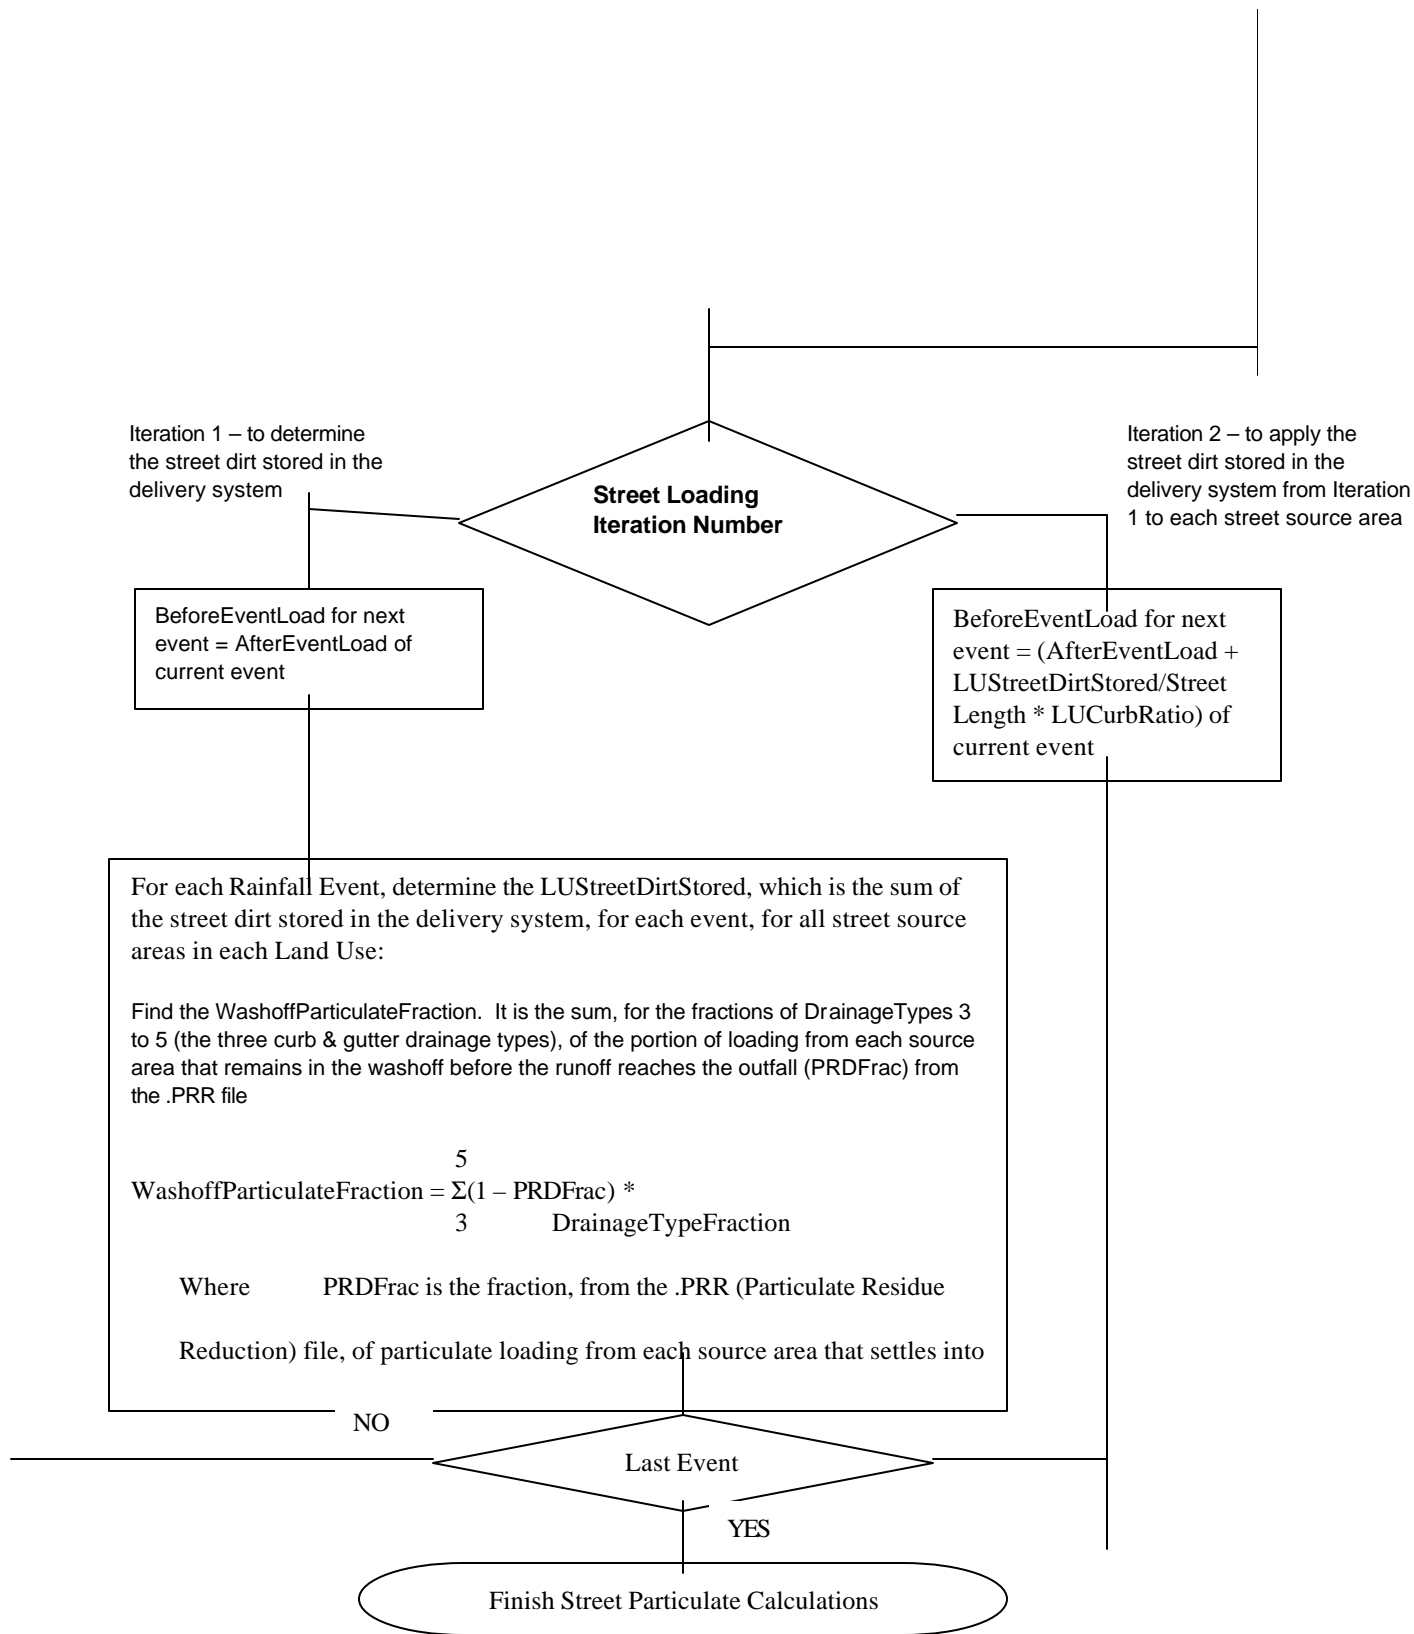 Iteration 1 – to determine
the street dirt stored in the
delivery system
Iteration 2 – to apply the
street dirt stored in the
delivery system from Iteration
1 to each street source area
Street Loading
Iteration Number
BeforeEventLoad for next
event = AfterEventLoad of
current event
BeforeEventLoad for next
event = (AfterEventLoad +
LUStreetDirtStored/Street
Length * LUCurbRatio) of
current event
For each Rainfall Event, determine the LUStreetDirtStored, which is the sum of
the street dirt stored in the delivery system, for each event, for all street source
areas in each Land Use:
Find the WashoffParticulateFraction.  It is the sum, for the fractions of DrainageTypes 3
to 5 (the three curb & gutter drainage types), of the portion of loading from each source
area that remains in the washoff before the runoff reaches the outfall (PRDFrac) from
the .PRR file
5
WashoffParticulateFraction = Σ(1 – PRDFrac) *
3 DrainageTypeFraction
Where PRDFrac is the fraction, from the .PRR (Particulate Residue
Reduction) file, of particulate loading from each source area that settles into
NO
Last Event
YES
Finish Street Particulate Calculations